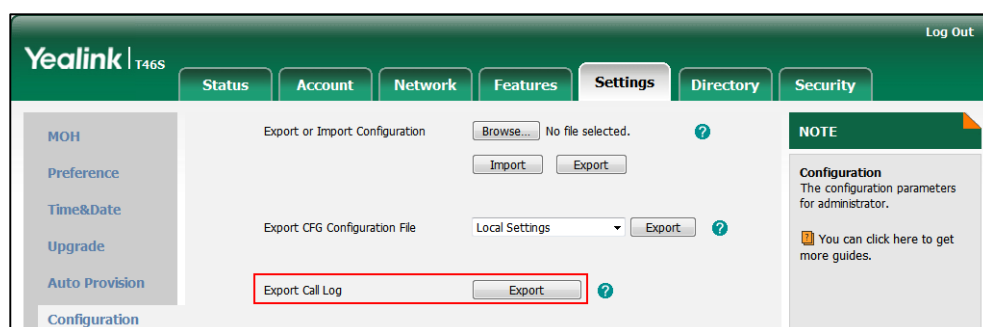 Log Out
Yealink T46S
Status Account Network Features Settings Directory Security
MOH
Preference
Time&Date
Upgrade
Auto Provision
Configuration
Export or Import Configuration Browse... No file selected. ?
Import Export
Export CFG Configuration File Local Settings Export ?
Export Call Log Export ?
NOTE
Configuration
The configuration parameters
for administrator.
? You can click here to get
more guides.